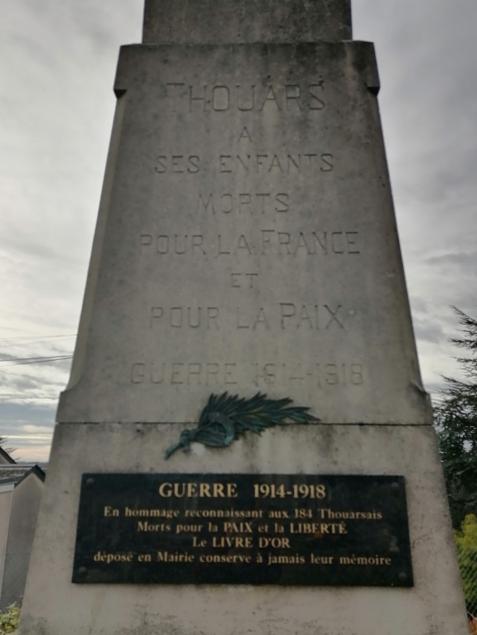 THOUARS
A
SES ENFANTS
MORTS
POUR LA FRANCE
ET
POUR LA PAIX
GUERRE 1914-1918
GUERRE 1914-1918
En hommage reconnaissant aux 184 Thouarsais
Morts pour la PAIX et la LIBERTÉ
Le LIVRE D'OR
déposé en Mairie conserve à jamais leur mémoire